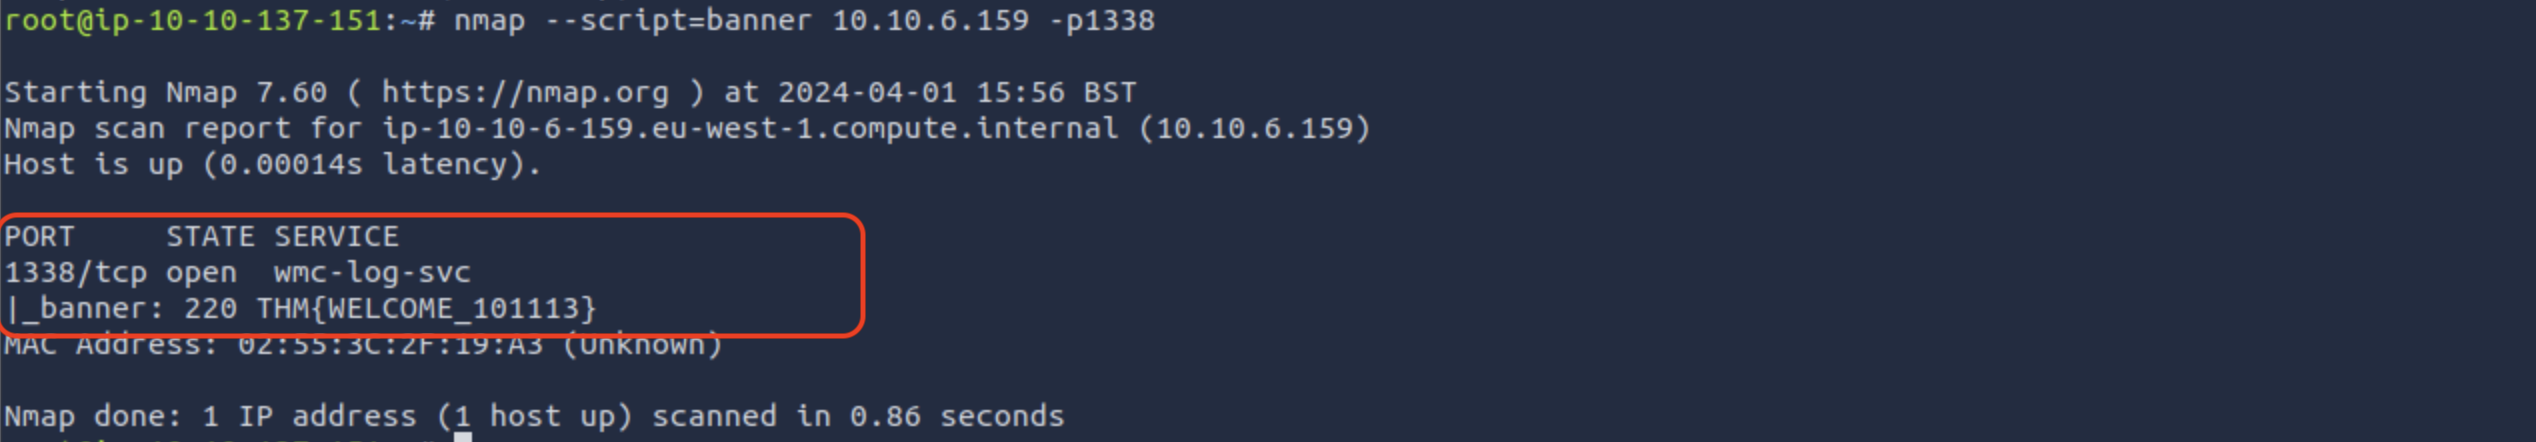 root@ip-10-10-137-151:~# nmap --script=banner 10.10.6.159 -p1338
Starting Nmap 7.60 ( https://nmap.org ) at 2024-04-01 15:56 BST
Nmap scan report for ip-10-10-6-159.eu-west-1.compute.internal (10.10.6.159)
Host is up (0.00014s latency).
PORT     STATE SERVICE
1338/tcp open  wmc-log-svc
|_banner: 220 THM{WELCOME_101113}
MAC Address: 02:55:3C:2F:19:A3 (Unknown)
Nmap done: 1 IP address (1 host up) scanned in 0.86 seconds